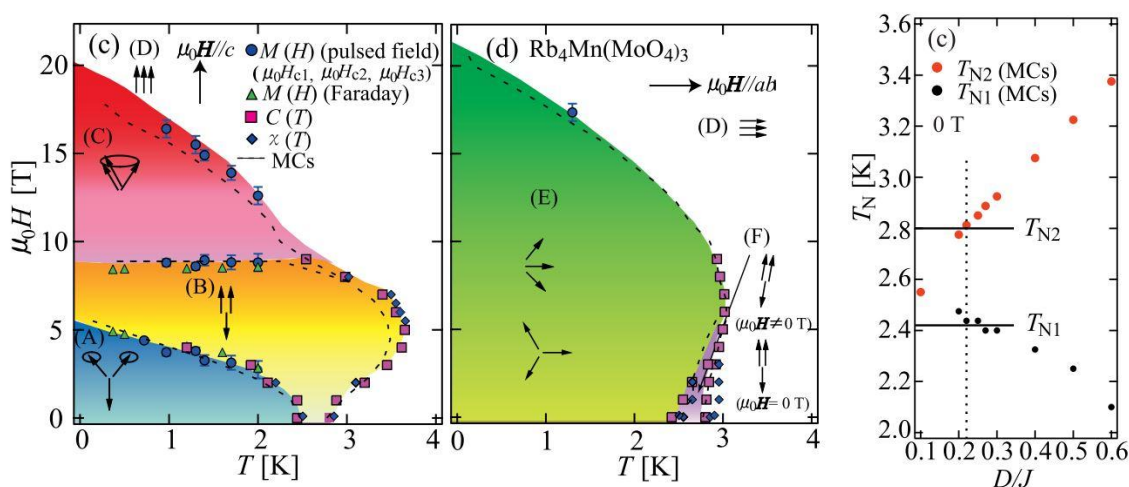 (c)
(D)
μ₀H//c
M (H) (pulsed field)
(μ₀Hc1, μ₀Hc2, μ₀Hc3)
M (H) (Faraday)
C (T)
χ (T)
MCs
(C)
(B)
(A)
20
15
10
5
0
μ₀H [T]
0
1
2
3
4
T [K]
(d) Rb₄Mn(MoO₄)₃
μ₀H//ab
(D)
(E)
(F)
(μ₀H≠0 T)
(μ₀H=0 T)
0
1
2
3
4
T [K]
(c)
TN2 (MCs)
TN1 (MCs)
0 T
TN2
TN1
3.6
3.4
3.2
3.0
2.8
2.6
2.4
2.2
2.0
TN [K]
0.1
0.2
0.3
0.4
0.5
0.6
D/J